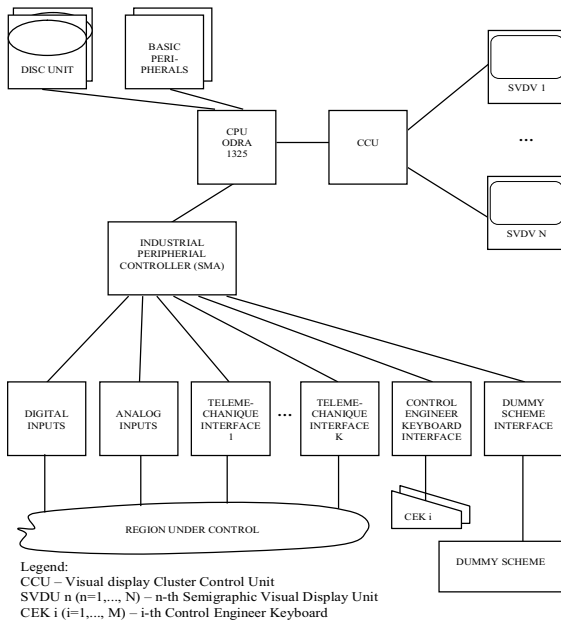 DISC UNIT
BASIC
PERI-
PHERALS
CPU
ODRA
1325
CCU
SVDV 1
...
SVDV N
INDUSTRIAL
PERIPHERIAL
CONTROLLER (SMA)
DIGITAL
INPUTS
ANALOG
INPUTS
TELEME-
CHANIQUE
INTERFACE
1
...
TELEME-
CHANIQUE
INTERFACE
K
CONTROL
ENGINEER
KEYBOARD
INTERFACE
DUMMY
SCHEME
INTERFACE
REGION UNDER CONTROL
CEK i
DUMMY SCHEME
Legend:
CCU – Visual display Cluster Control Unit
SVDU n (n=1,..., N) – n-th Semigraphic Visual Display Unit
CEK i (i=1,..., M) – i-th Control Engineer Keyboard